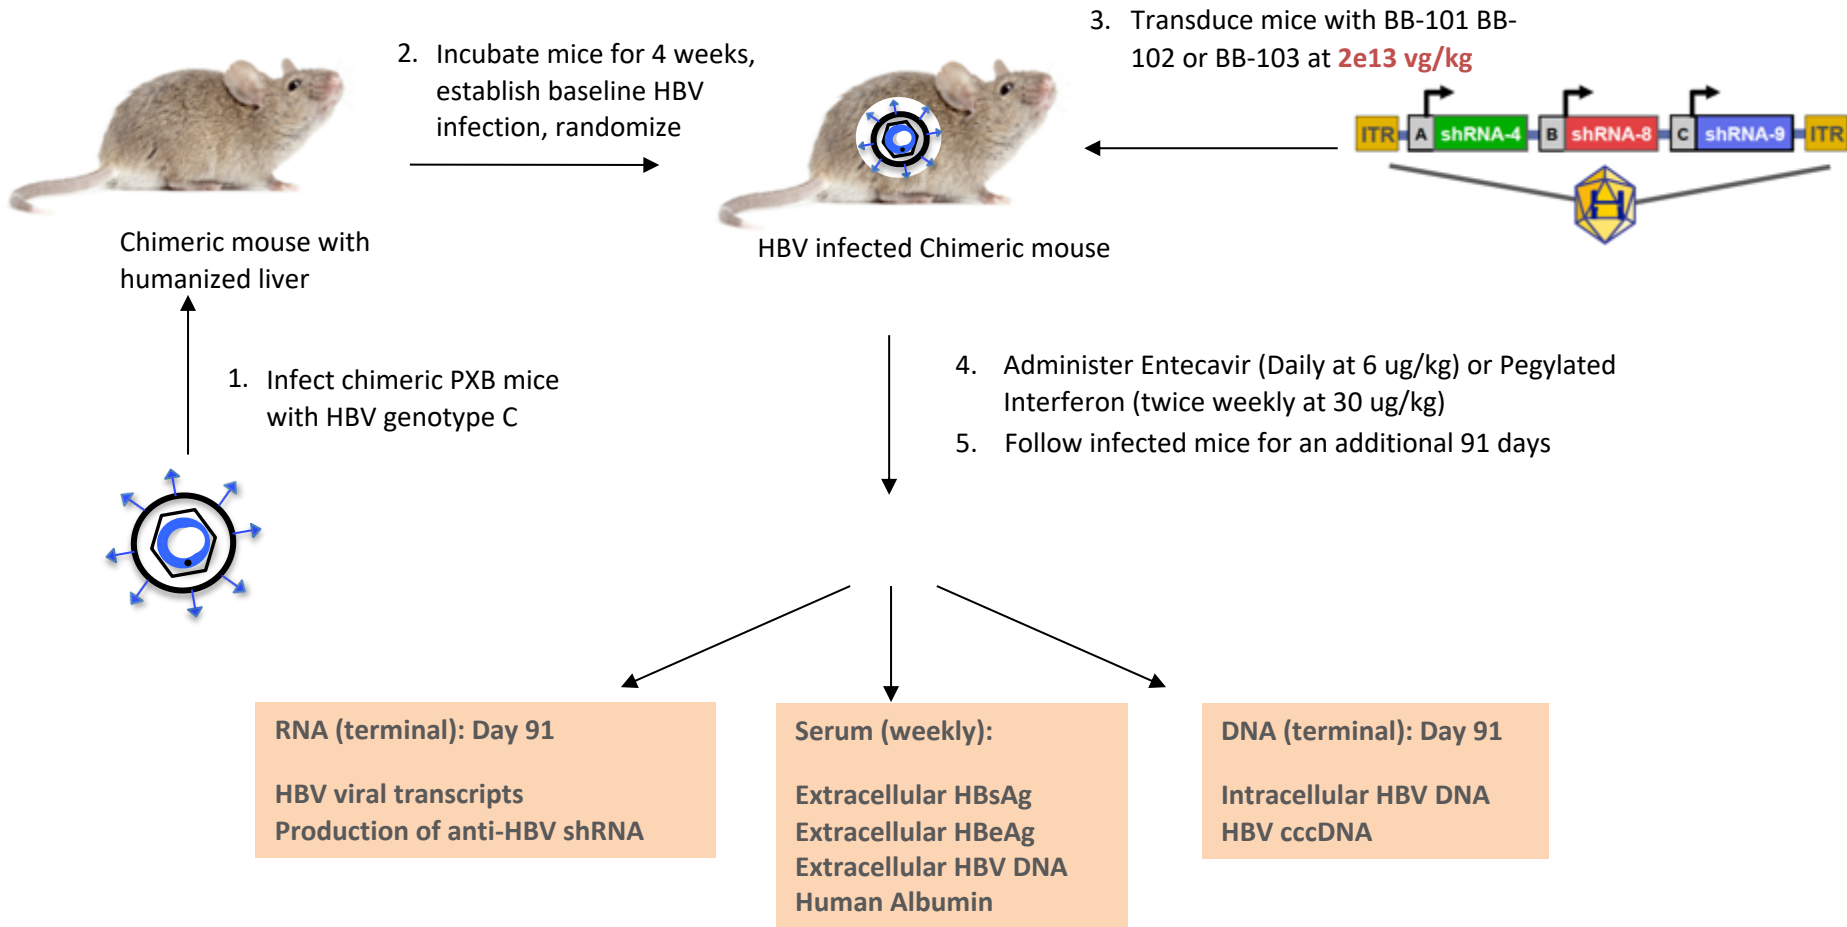 2. Incubate mice for 4 weeks,
establish baseline HBV
infection, randomize
3. Transduce mice with BB-101 BB-
102 or BB-103 at 2e13 vg/kg
ITR A shRNA-4 B shRNA-8 C shRNA-9 ITR
H
Chimeric mouse with
humanized liver
HBV infected Chimeric mouse
1. Infect chimeric PXB mice
with HBV genotype C
4. Administer Entecavir (Daily at 6 ug/kg) or Pegylated
Interferon (twice weekly at 30 ug/kg)
5. Follow infected mice for an additional 91 days
RNA (terminal): Day 91
HBV viral transcripts
Production of anti-HBV shRNA
Serum (weekly):
Extracellular HBsAg
Extracellular HBeAg
Extracellular HBV DNA
Human Albumin
DNA (terminal): Day 91
Intracellular HBV DNA
HBV cccDNA